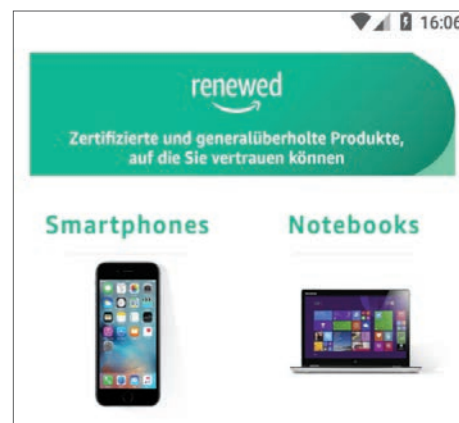 16:06
renewed
Zertifizierte und generalüberholte Produkte,
auf die Sie vertrauen können
Smartphones Notebooks